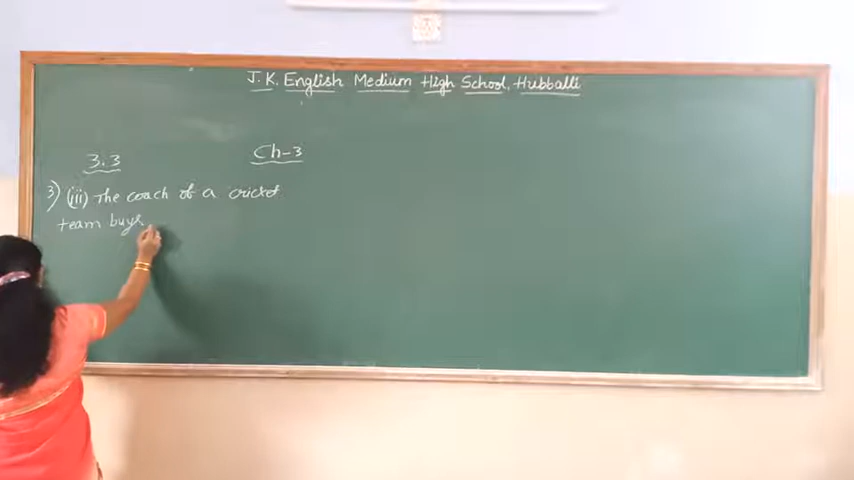 J.K. English Medium High School, Hubballi
3.3 Ch-3
3) (iii) The coach of a cricket
team buys